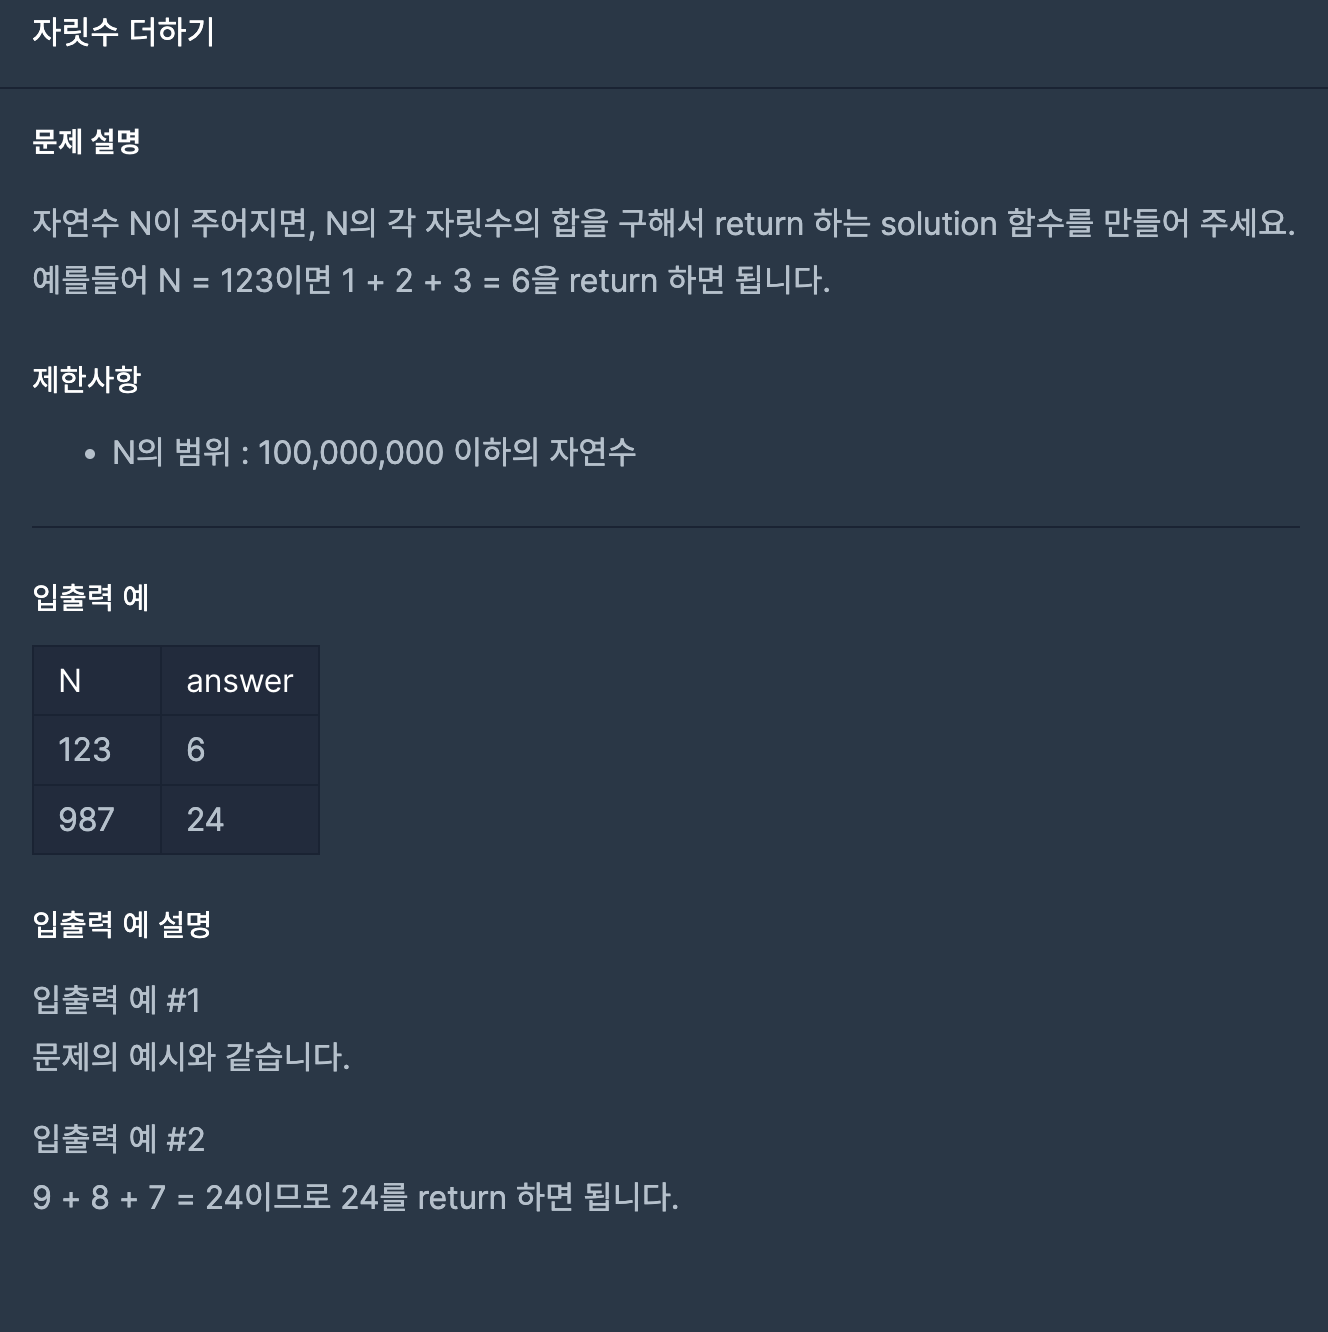 자릿수 더하기
문제 설명
자연수 N이 주어지면, N의 각 자릿수의 합을 구해서 return 하는 solution 함수를 만들어 주세요.
예를들어 N = 123이면 1 + 2 + 3 = 6을 return 하면 됩니다.
제한사항
• N의 범위 : 100,000,000 이하의 자연수
입출력 예
N answer
123 6
987 24
입출력 예 설명
입출력 예 #1
문제의 예시와 같습니다.
입출력 예 #2
9 + 8 + 7 = 24이므로 24를 return 하면 됩니다.